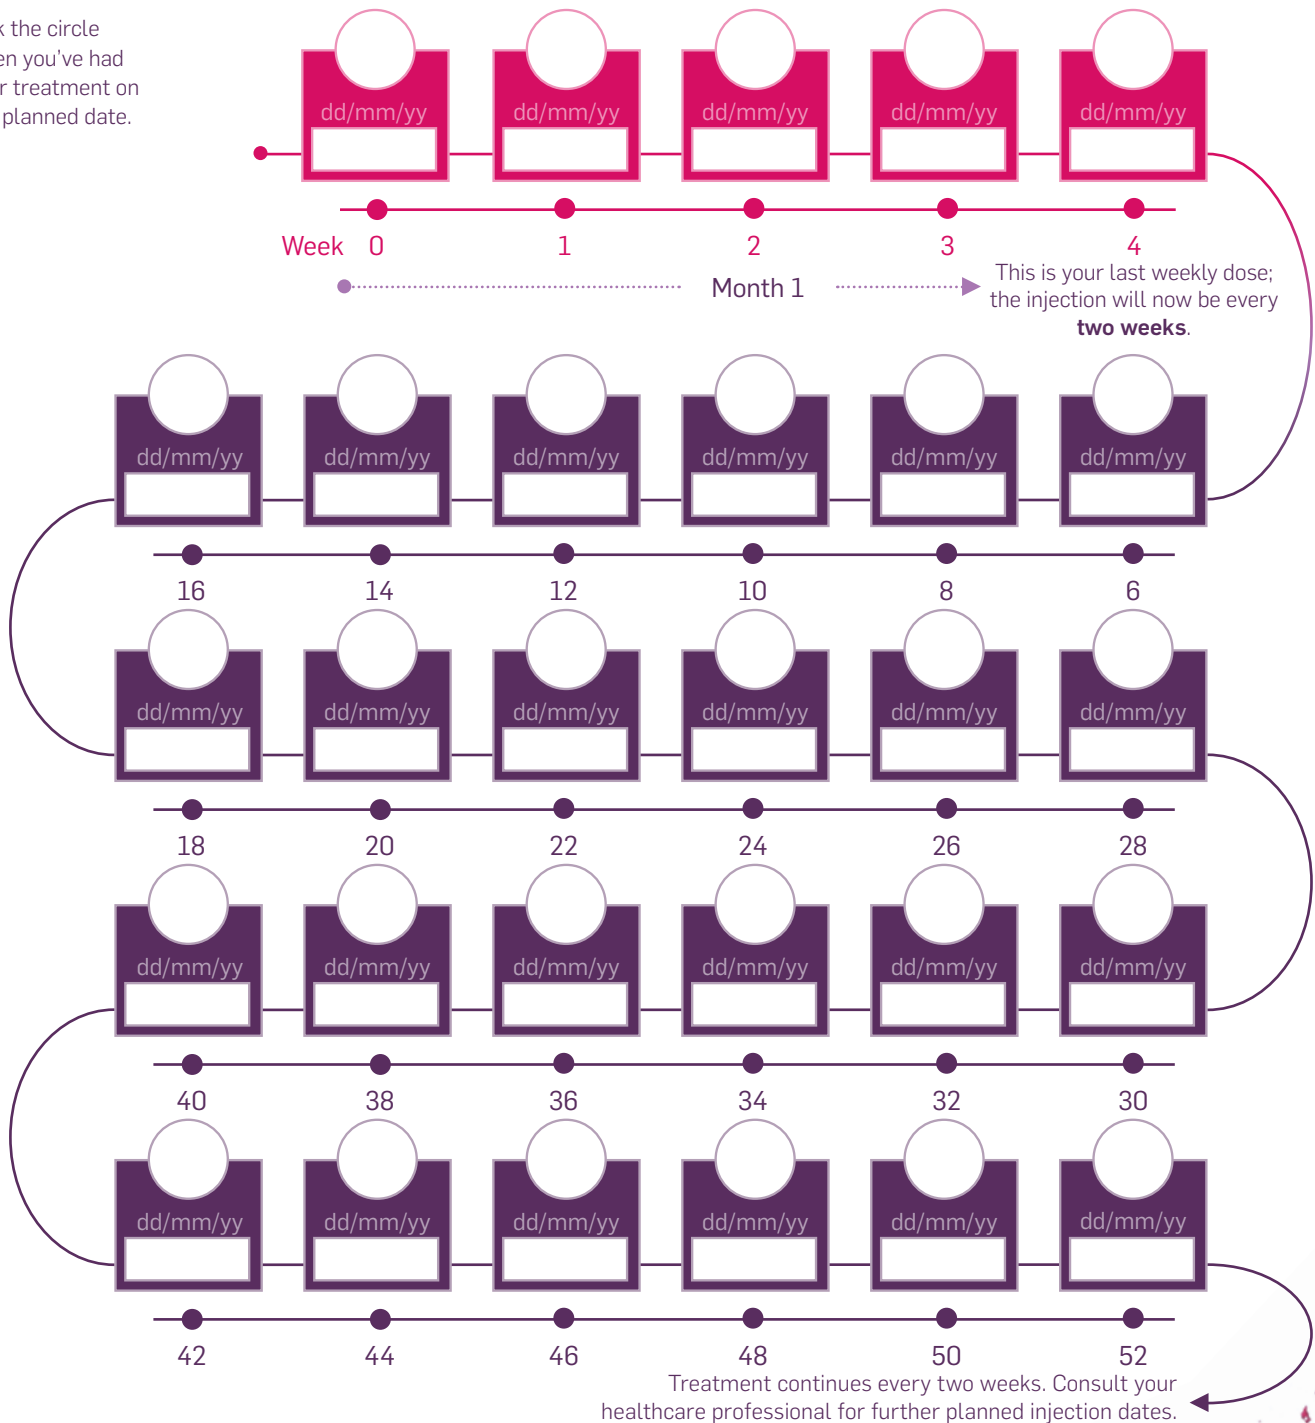 the circle
you've had
treatment on
planned date.
dd/mm/yy dd/mm/yy dd/mm/yy dd/mm/yy dd/mm/yy
Week 0 1 2 3 4
Month 1
This is your last weekly dose;
the injection will now be every
two weeks.
dd/mm/yy dd/mm/yy dd/mm/yy dd/mm/yy dd/mm/yy dd/mm/yy
16 14 12 10 8 6
dd/mm/yy dd/mm/yy dd/mm/yy dd/mm/yy dd/mm/yy dd/mm/yy
18 20 22 24 26 28
dd/mm/yy dd/mm/yy dd/mm/yy dd/mm/yy dd/mm/yy dd/mm/yy
40 38 36 34 32 30
dd/mm/yy dd/mm/yy dd/mm/yy dd/mm/yy dd/mm/yy dd/mm/yy
42 44 46 48 50 52
Treatment continues every two weeks. Consult your
healthcare professional for further planned injection dates.